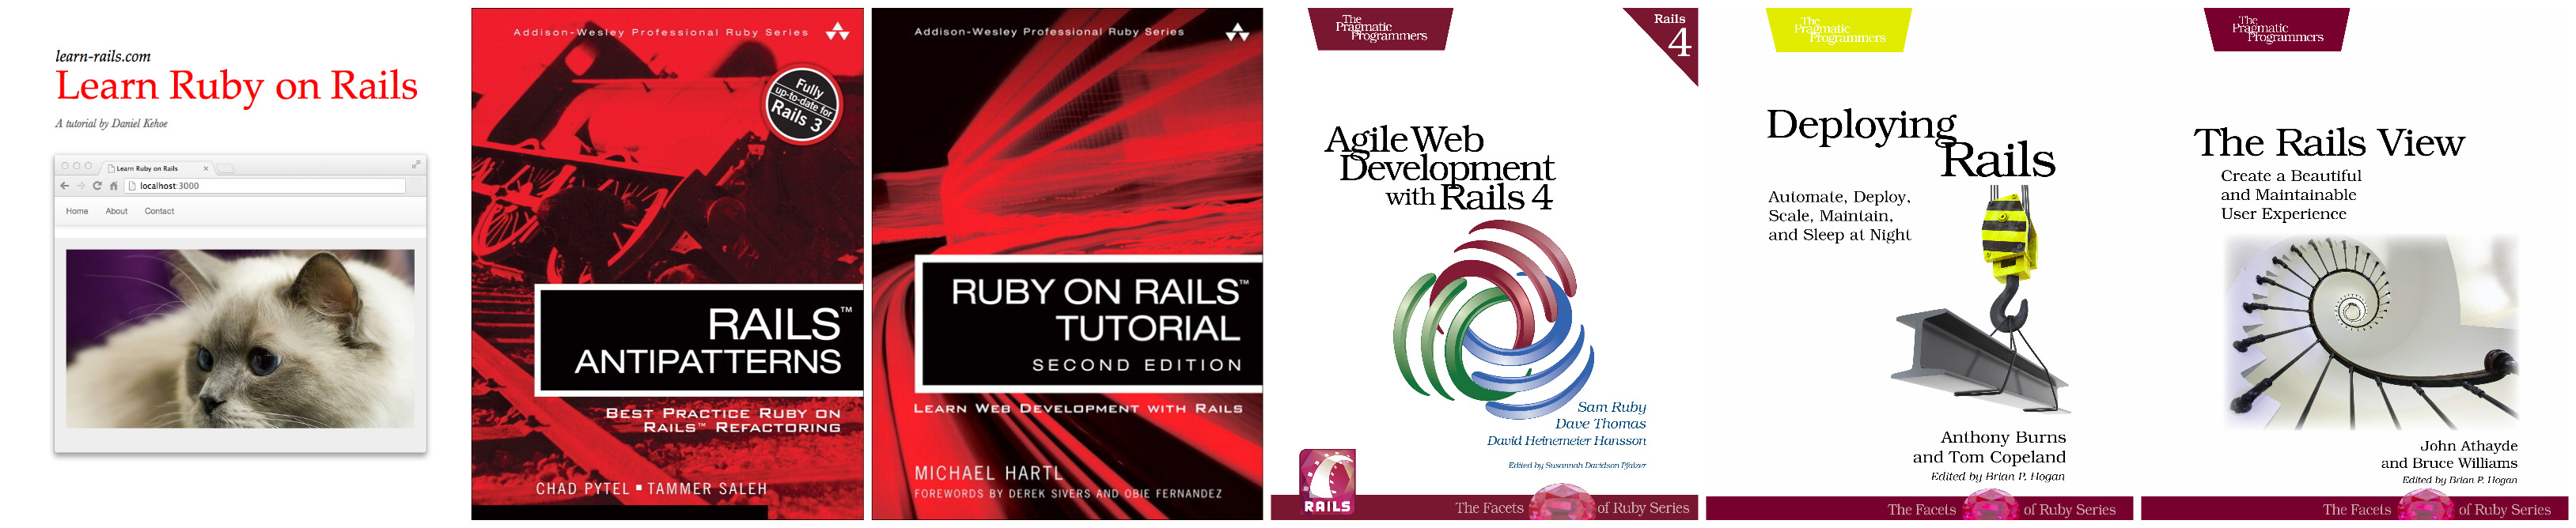 learn-rails.com
Learn Ruby on Rails
A tutorial by Daniel Kehoe
Learn Ruby on Rails
localhost:3000
Home About Contact
Addison-Wesley Professional Ruby Series
Fully
up-to-date for
Rails 3
RAILS™
ANTIPATTERNS
BEST PRACTICE RUBY ON
RAILS™ REFACTORING
CHAD PYTEL ▪ TAMMER SALEH
Addison-Wesley Professional Ruby Series
RUBY ON RAILS™
TUTORIAL
SECOND EDITION
LEARN WEB DEVELOPMENT WITH RAILS
MICHAEL HARTL
FOREWORDS BY DEREK SIVERS AND OBIE FERNANDEZ
The
Pragmatic
Programmers
Rails
4
Agile Web
Development
with Rails 4
Sam Ruby
Dave Thomas
David Heinemeier Hansson
Edited by Susannah Davidson Pfalzer
RAILS
The Facets of Ruby Series
The
Pragmatic
Programmers
Deploying
Rails
Automate, Deploy,
Scale, Maintain,
and Sleep at Night
Anthony Burns
and Tom Copeland
Edited by Brian P. Hogan
The Facets of Ruby Series
The
Pragmatic
Programmers
The Rails View
Create a Beautiful
and Maintainable
User Experience
John Athayde
and Bruce Williams
Edited by Brian P. Hogan
The Facets of Ruby Series